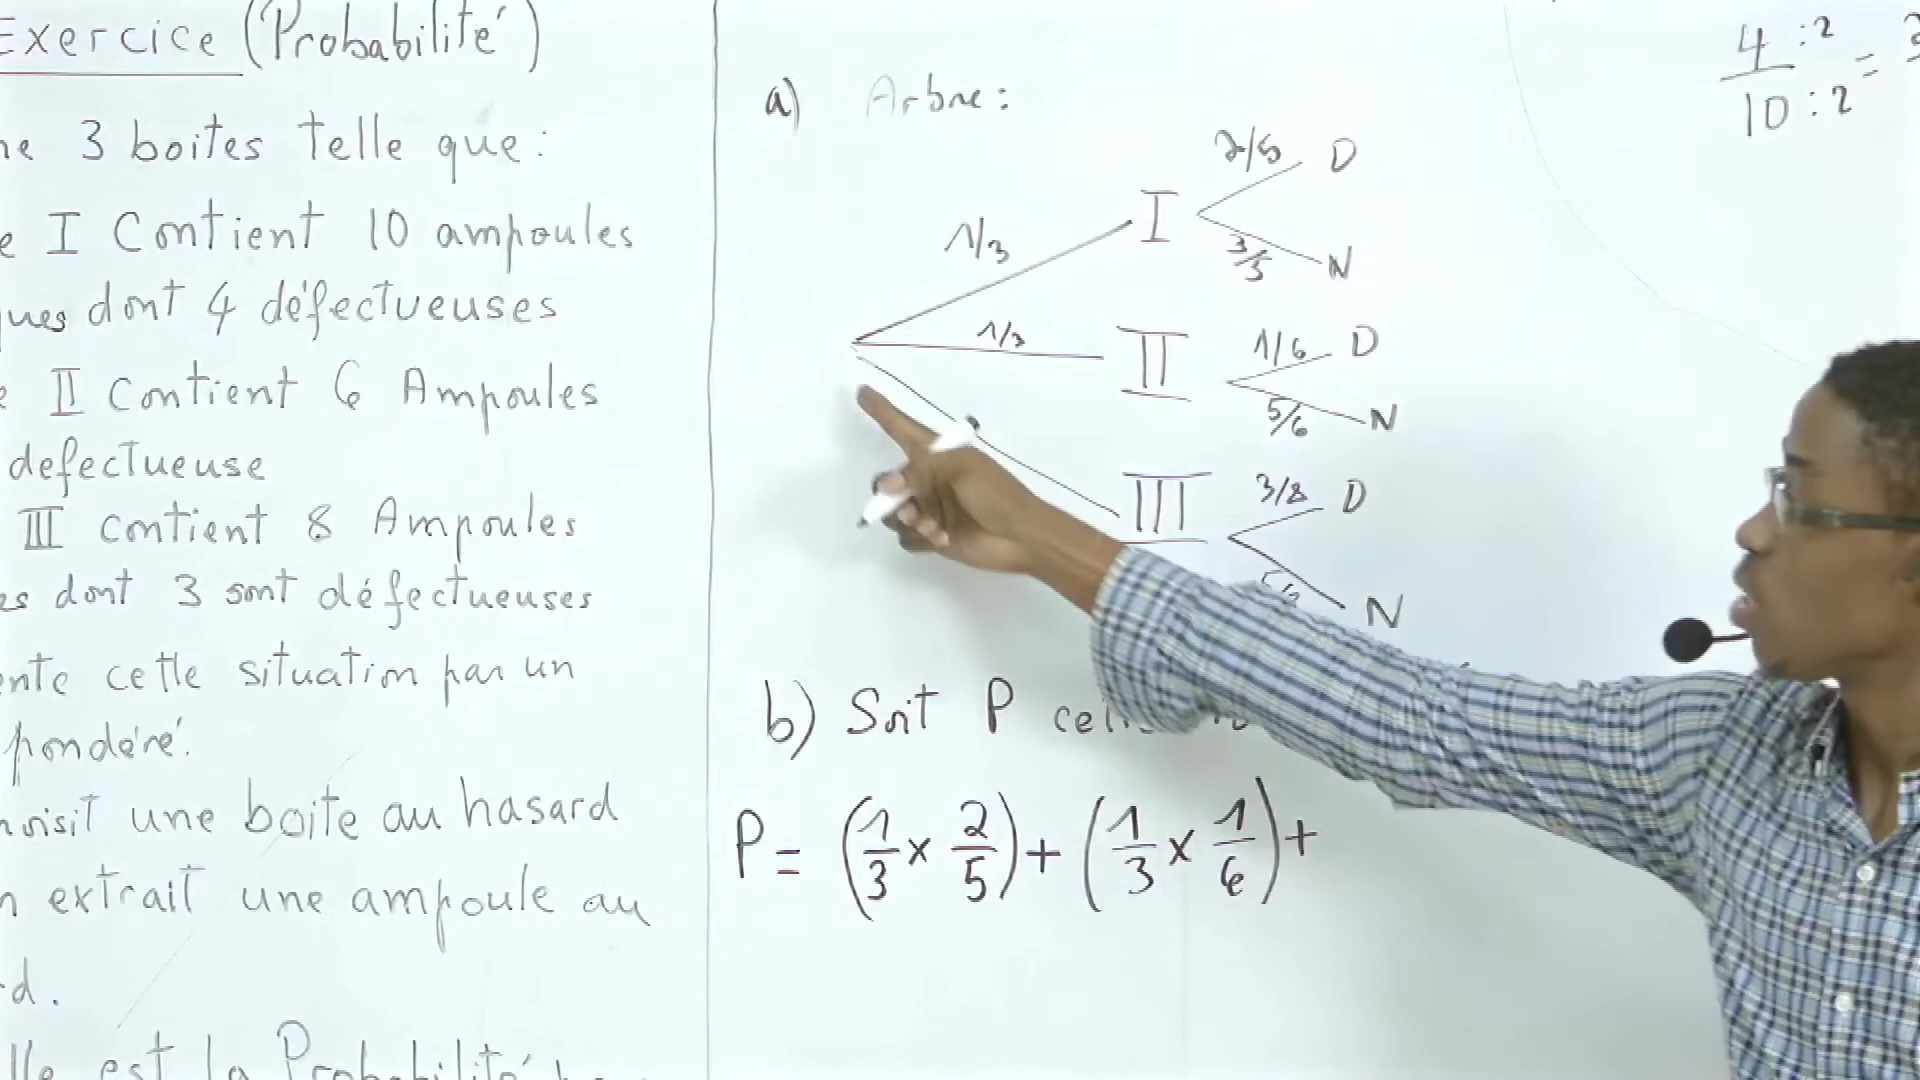 Exercice (Probabilité)
3 boites telle que:
I Contient 10 ampoules
dont 4 défectueuses
II Contient 6 Ampoules
defectueuse
III contient 8 Ampoules
dont 3 sont défectueuses
cette situation par un
pondéré.
une boite au hasard
extrait une ampoule au
est la Probabilité
a) Arbre:
1/3 I 2/5 D
3/5 N
1/3 II 1/6 D
5/6 N
III 3/8 D
N
b) Soit P
P = (1/3 × 2/5) + (1/3 × 1/6) +
4 :2
10 :2 =